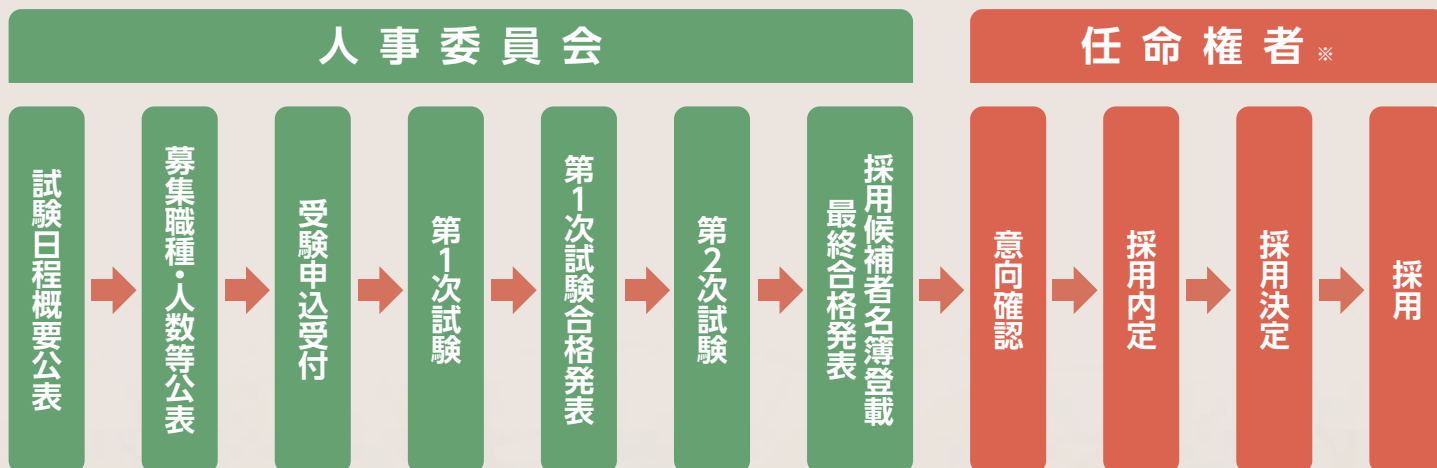 人事委員会
任命権者※
試験日程概要公表
募集職種・人数等公表
受験申込受付
第1次試験
第1次試験合格発表
第2次試験
採用候補者名簿登載
最終合格発表
意向確認
採用内定
採用決定
採用